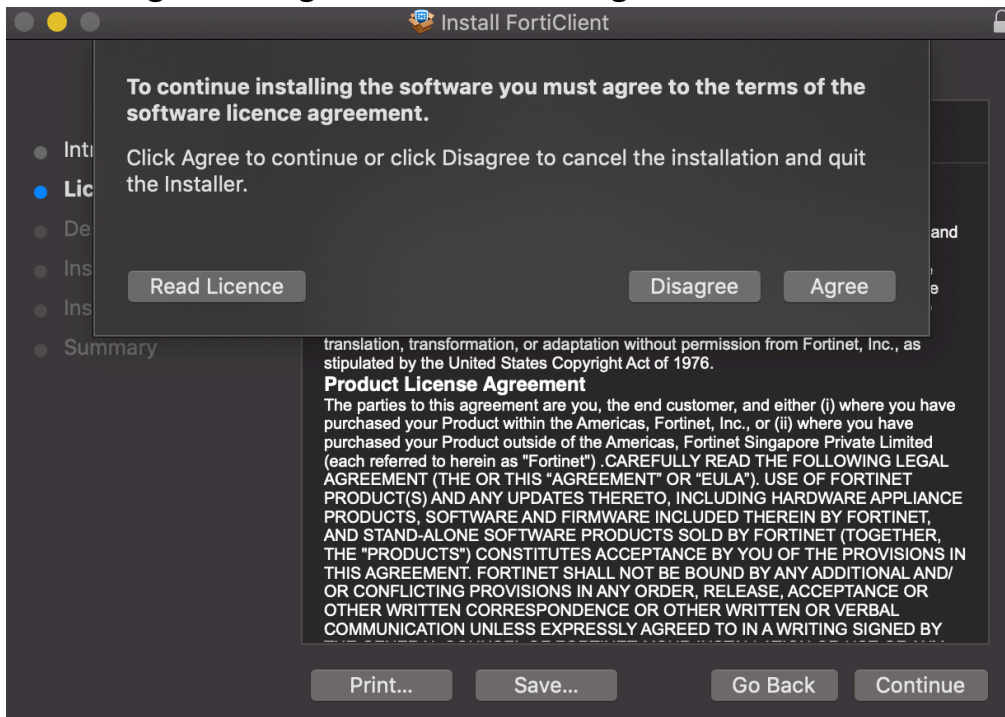 Install FortiClient
To continue installing the software you must agree to the terms of the
software licence agreement.
Click Agree to continue or click Disagree to cancel the installation and quit
the Installer.
Read Licence
Disagree
Agree
Lic
De
Ins
Ins
Summary
and
translation, transformation, or adaptation without permission from Fortinet, Inc., as
stipulated by the United States Copyright Act of 1976.
Product License Agreement
The parties to this agreement are you, the end customer, and either (i) where you have
purchased your Product within the Americas, Fortinet, Inc., or (ii) where you have
purchased your Product outside of the Americas, Fortinet Singapore Private Limited
(each referred to herein as "Fortinet") .CAREFULLY READ THE FOLLOWING LEGAL
AGREEMENT (THE OR THIS “AGREEMENT” OR “EULA”). USE OF FORTINET
PRODUCT(S) AND ANY UPDATES THERETO, INCLUDING HARDWARE APPLIANCE
PRODUCTS, SOFTWARE AND FIRMWARE INCLUDED THEREIN BY FORTINET,
AND STAND-ALONE SOFTWARE PRODUCTS SOLD BY FORTINET (TOGETHER,
THE "PRODUCTS") CONSTITUTES ACCEPTANCE BY YOU OF THE PROVISIONS IN
THIS AGREEMENT. FORTINET SHALL NOT BE BOUND BY ANY ADDITIONAL AND/
OR CONFLICTING PROVISIONS IN ANY ORDER, RELEASE, ACCEPTANCE OR
OTHER WRITTEN CORRESPONDENCE OR OTHER WRITTEN OR VERBAL
COMMUNICATION UNLESS EXPRESSLY AGREED TO IN A WRITING SIGNED BY
Print...
Save...
Go Back
Continue